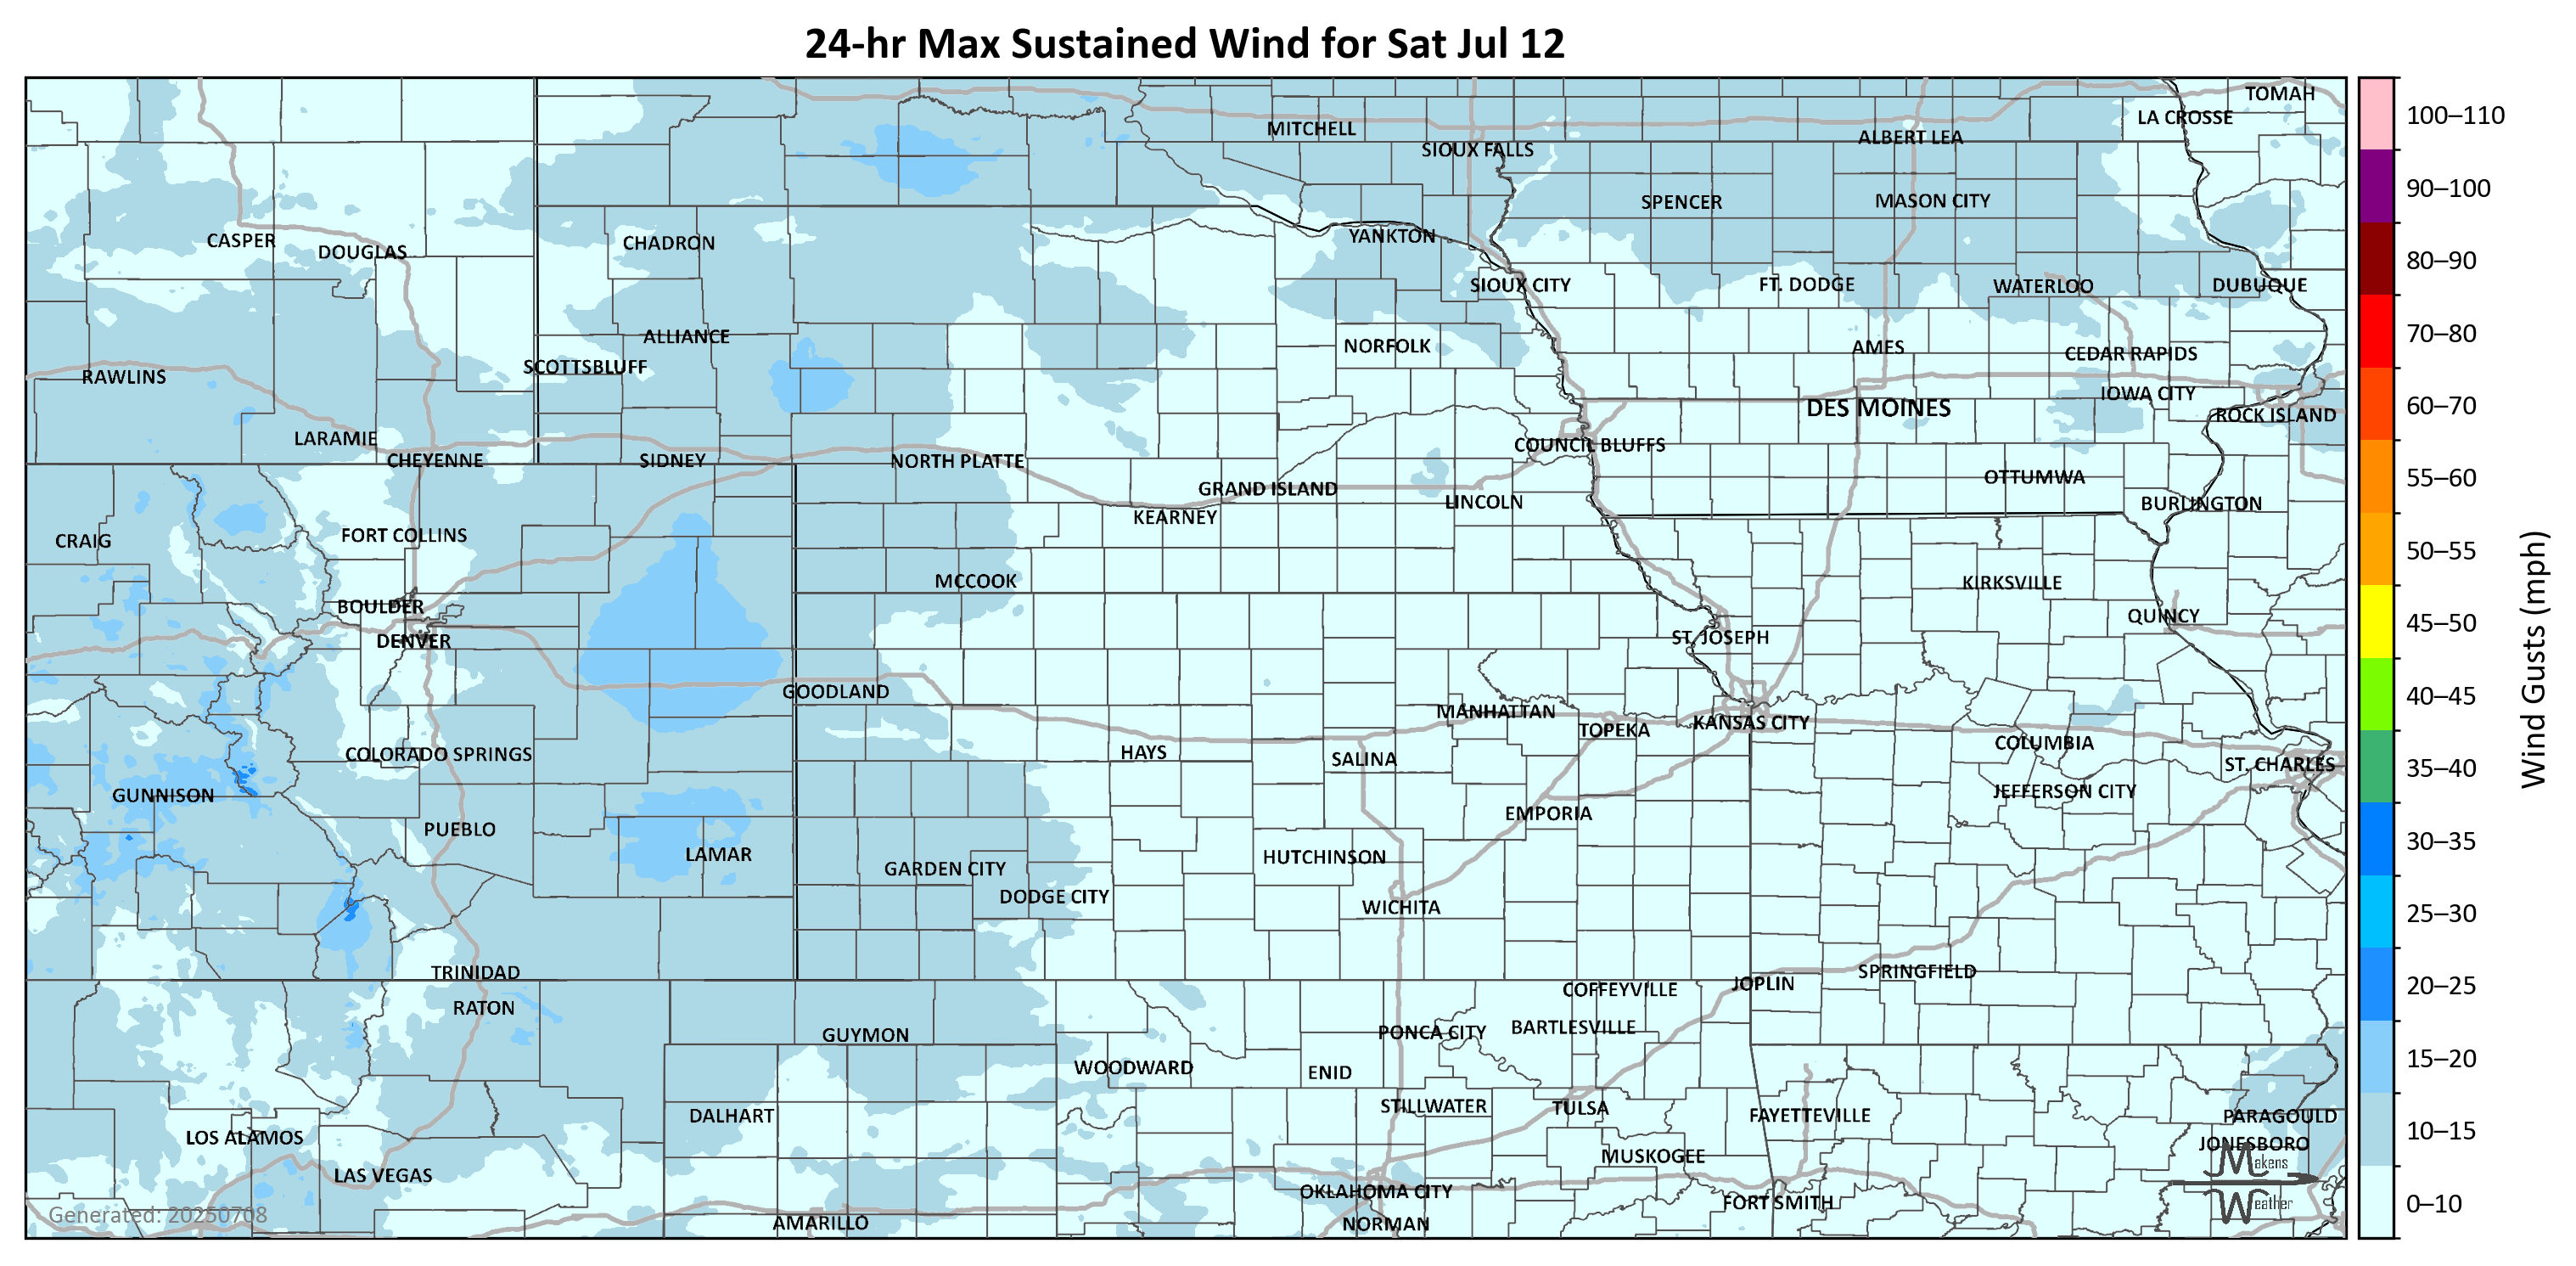 24-hr Max Sustained Wind for Sat Jul 12
TOMAH
LA CROSSE
MITCHELL
ALBERT LEA
SIOUX FALLS
SPENCER
MASON CITY
CASPER
DOUGLAS
CHADRON
YANKTON
SIOUX CITY
FT. DODGE
WATERLOO
DUBUQUE
ALLIANCE
NORFOLK
AMES
CEDAR RAPIDS
SCOTTSBLUFF
RAWLINS
IOWA CITY
DES MOINES
ROCK ISLAND
LARAMIE
COUNCIL BLUFFS
CHEYENNE
SIDNEY
NORTH PLATTE
OTTUMWA
GRAND ISLAND
LINCOLN
BURLINGTON
KEARNEY
CRAIG
FORT COLLINS
MCCOOK
KIRKSVILLE
BOULDER
QUINCY
DENVER
ST. JOSEPH
GOODLAND
MANHATTAN
TOPEKA
KANSAS CITY
COLUMBIA
COLORADO SPRINGS
HAYS
SALINA
ST. CHARLES
GUNNISON
JEFFERSON CITY
EMPORIA
PUEBLO
LAMAR
HUTCHINSON
GARDEN CITY
DODGE CITY
WICHITA
TRINIDAD
SPRINGFIELD
JOPLIN
COFFEYVILLE
RATON
GUYMON
PONCA CITY
BARTLESVILLE
WOODWARD
ENID
STILLWATER
TULSA
DALHART
FAYETTEVILLE
PARAGOULD
LOS ALAMOS
JONESBORO
MUSKOGEE
LAS VEGAS
OKLAHOMA CITY
FORT SMITH
AMARILLO
NORMAN
Generated: 20250708
Makens
Weather
100–110
90–100
80–90
70–80
60–70
55–60
50–55
45–50
40–45
35–40
30–35
25–30
20–25
15–20
10–15
0–10
Wind Gusts (mph)